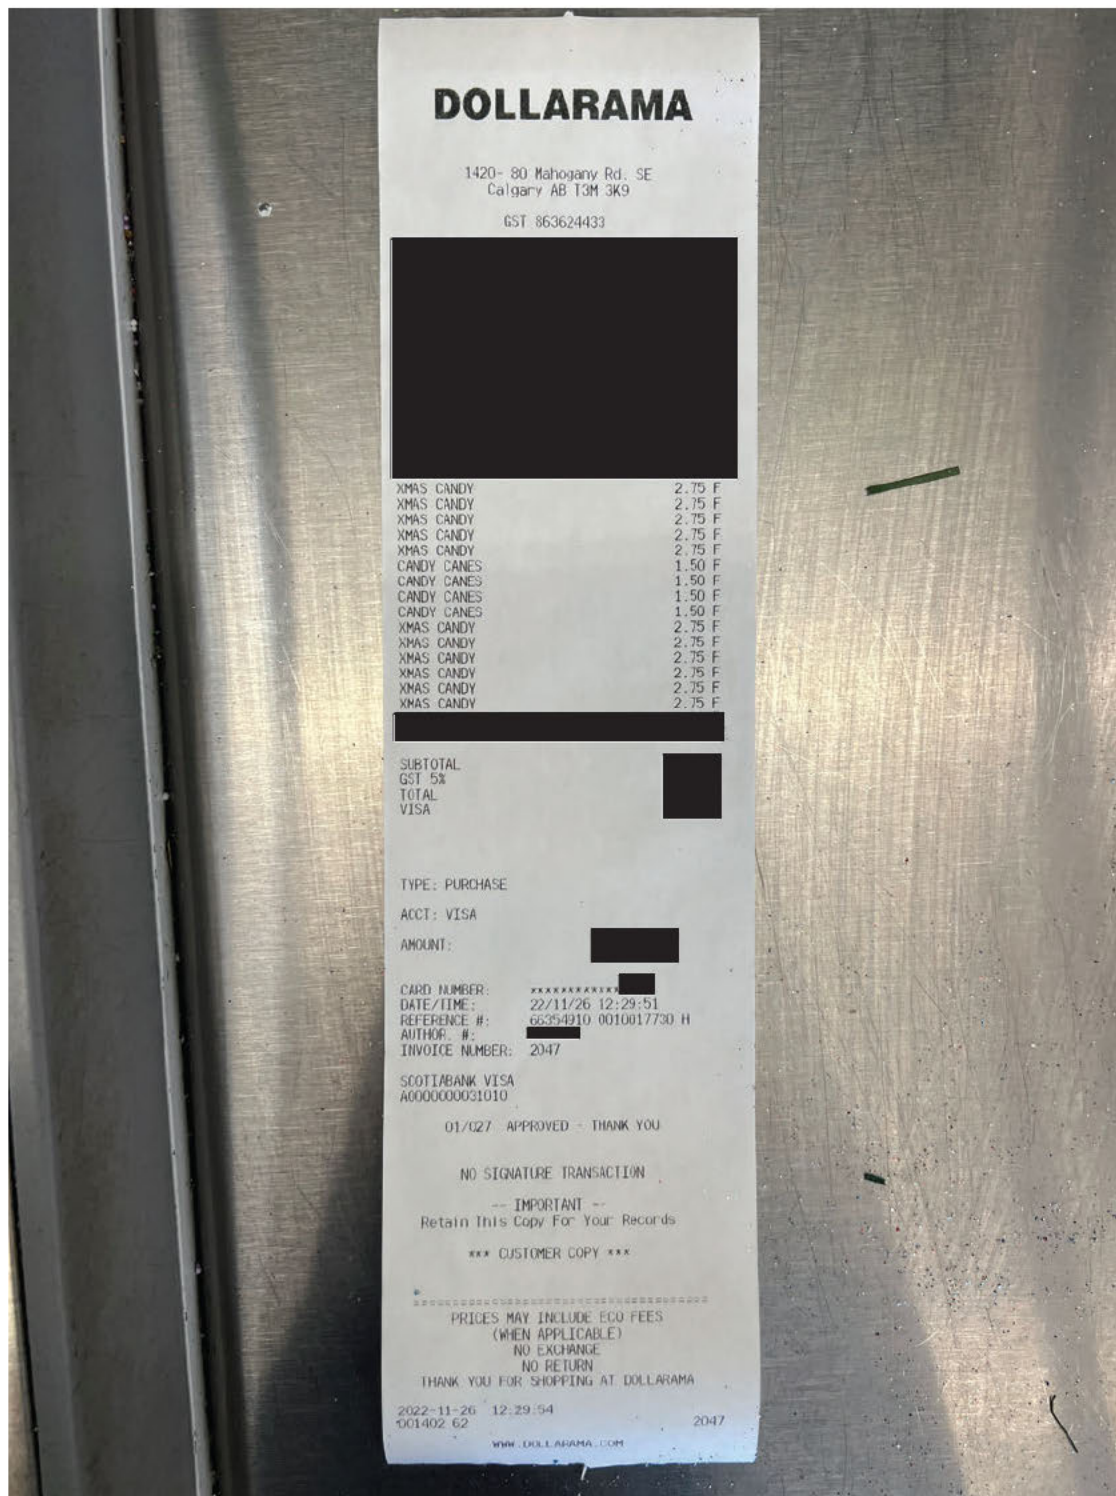 DOLLARAMA
1420- 80 Mahogany Rd. SE
Calgary AB T3M 3K9
GST 863624433
XMAS CANDY 2.75 F
XMAS CANDY 2.75 F
XMAS CANDY 2.75 F
XMAS CANDY 2.75 F
XMAS CANDY 2.75 F
CANDY CANES 1.50 F
CANDY CANES 1.50 F
CANDY CANES 1.50 F
CANDY CANES 1.50 F
XMAS CANDY 2.75 F
XMAS CANDY 2.75 F
XMAS CANDY 2.75 F
XMAS CANDY 2.75 F
XMAS CANDY 2.75 F
XMAS CANDY 2.75 F
SUBTOTAL
GST 5%
TOTAL
VISA
TYPE: PURCHASE
ACCT: VISA
AMOUNT:
CARD NUMBER: ************
DATE/TIME: 22/11/26 12:29:51
REFERENCE #: 66354910 0010017730 H
AUTHOR. #:
INVOICE NUMBER: 2047
SCOTIABANK VISA
A0000000031010
01/027 APPROVED - THANK YOU
NO SIGNATURE TRANSACTION
-- IMPORTANT --
Retain This Copy For Your Records
*** CUSTOMER COPY ***
PRICES MAY INCLUDE ECO FEES
(WHEN APPLICABLE)
NO EXCHANGE
NO RETURN
THANK YOU FOR SHOPPING AT DOLLARAMA
2022-11-26 12:29:54
001402 62 2047
WWW.DOLLARAMA.COM